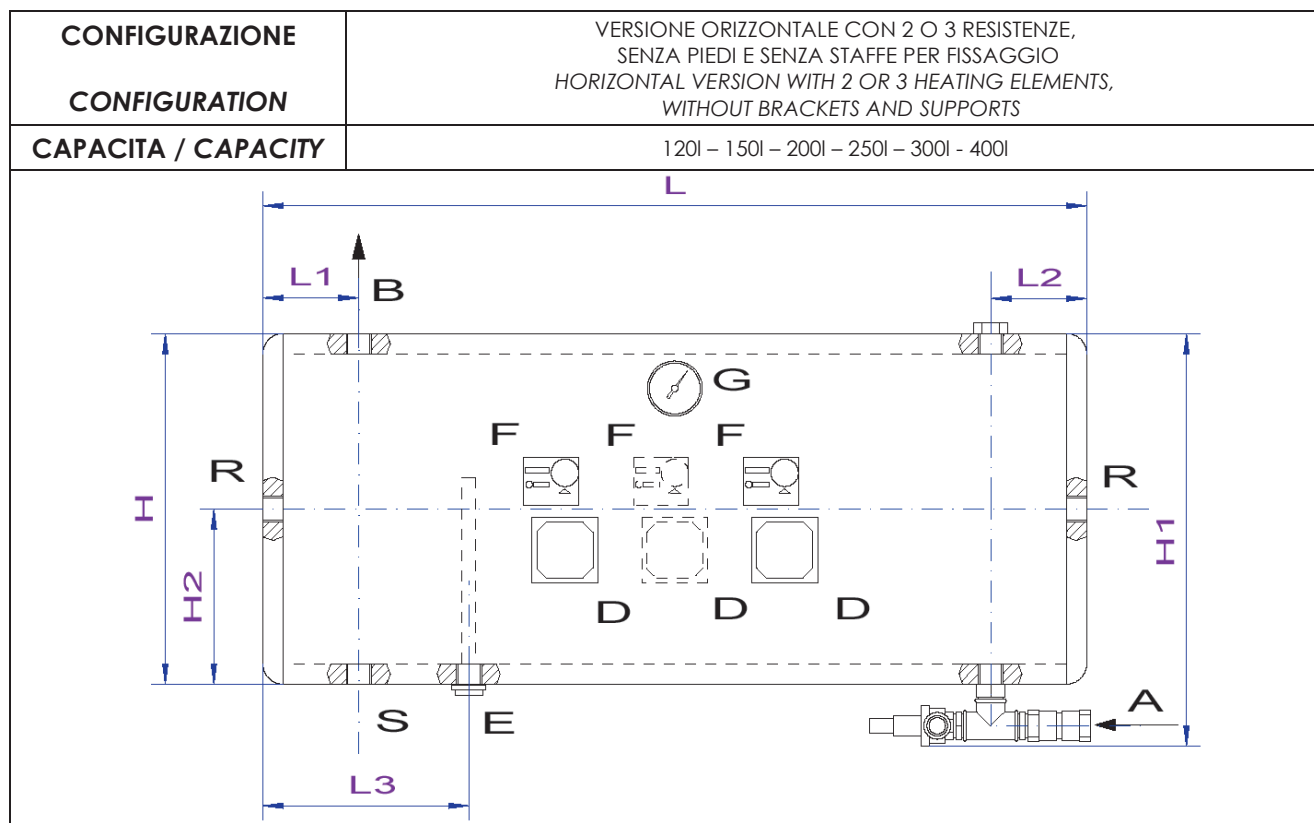 CONFIGURAZIONE
CONFIGURATION
VERSIONE ORIZZONTALE CON 2 O 3 RESISTENZE,
SENZA PIEDI E SENZA STAFFE PER FISSAGGIO
HORIZONTAL VERSION WITH 2 OR 3 HEATING ELEMENTS,
WITHOUT BRACKETS AND SUPPORTS
CAPACITA / CAPACITY
120l – 150l – 200l – 250l – 300l - 400l
L
L1
B
L2
G
F F F
R
R
H
H1
H2
D D D
S
E
A
L3